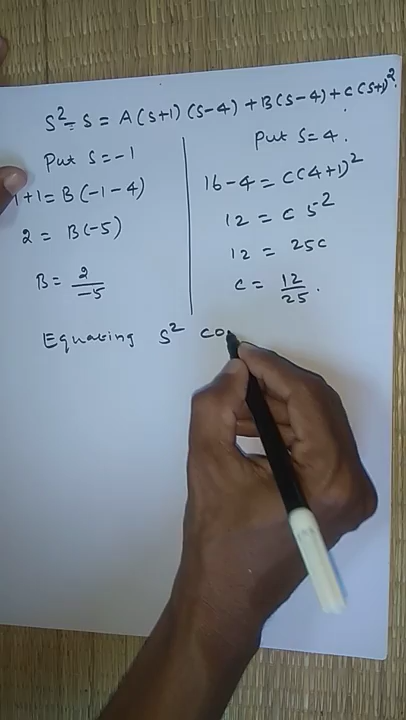 S² - S = A(S+1)(S-4) + B(S-4) + C(S+1)²
Put S = -1
1+1 = B(-1-4)
2 = B(-5)
B = 2/-5
Put S = 4.
16-4 = C(4+1)²
12 = C 5²
12 = 25C
C = 12/25.
Equating S² co